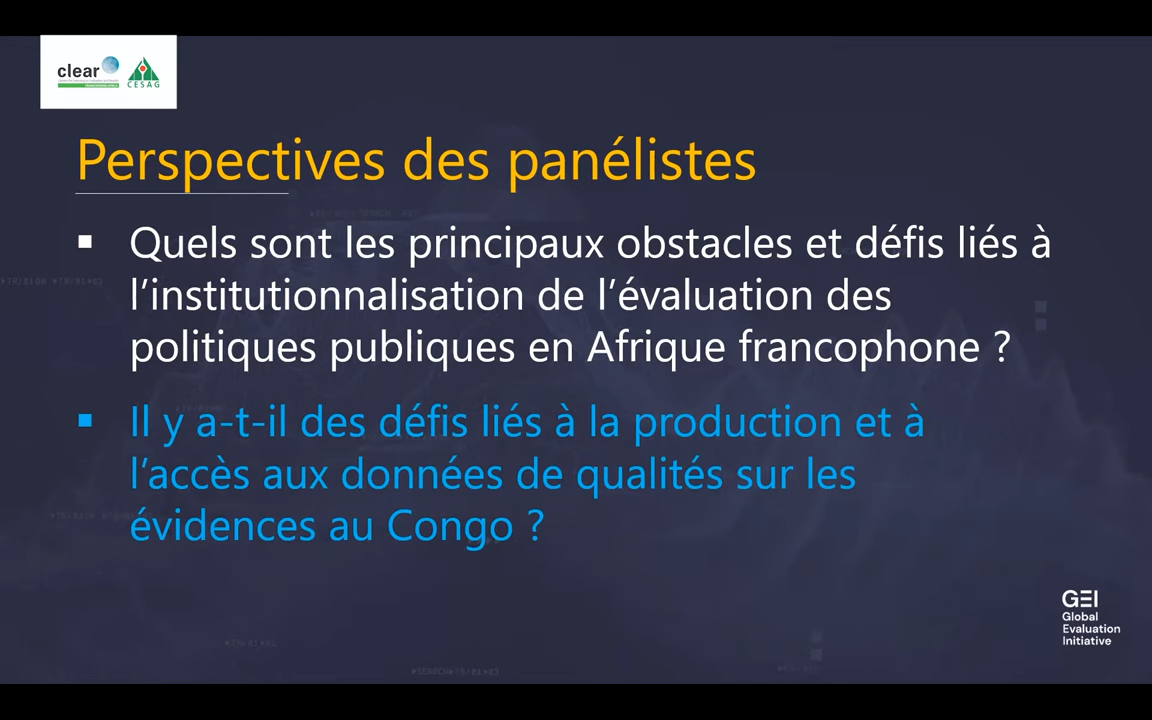 clear
CESAG
Perspectives des panélistes
▪ Quels sont les principaux obstacles et défis liés à
l’institutionnalisation de l’évaluation des
politiques publiques en Afrique francophone ?
▪ Il y a-t-il des défis liés à la production et à
l’accès aux données de qualités sur les
évidences au Congo ?
GEI
Global
Evaluation
Initiative